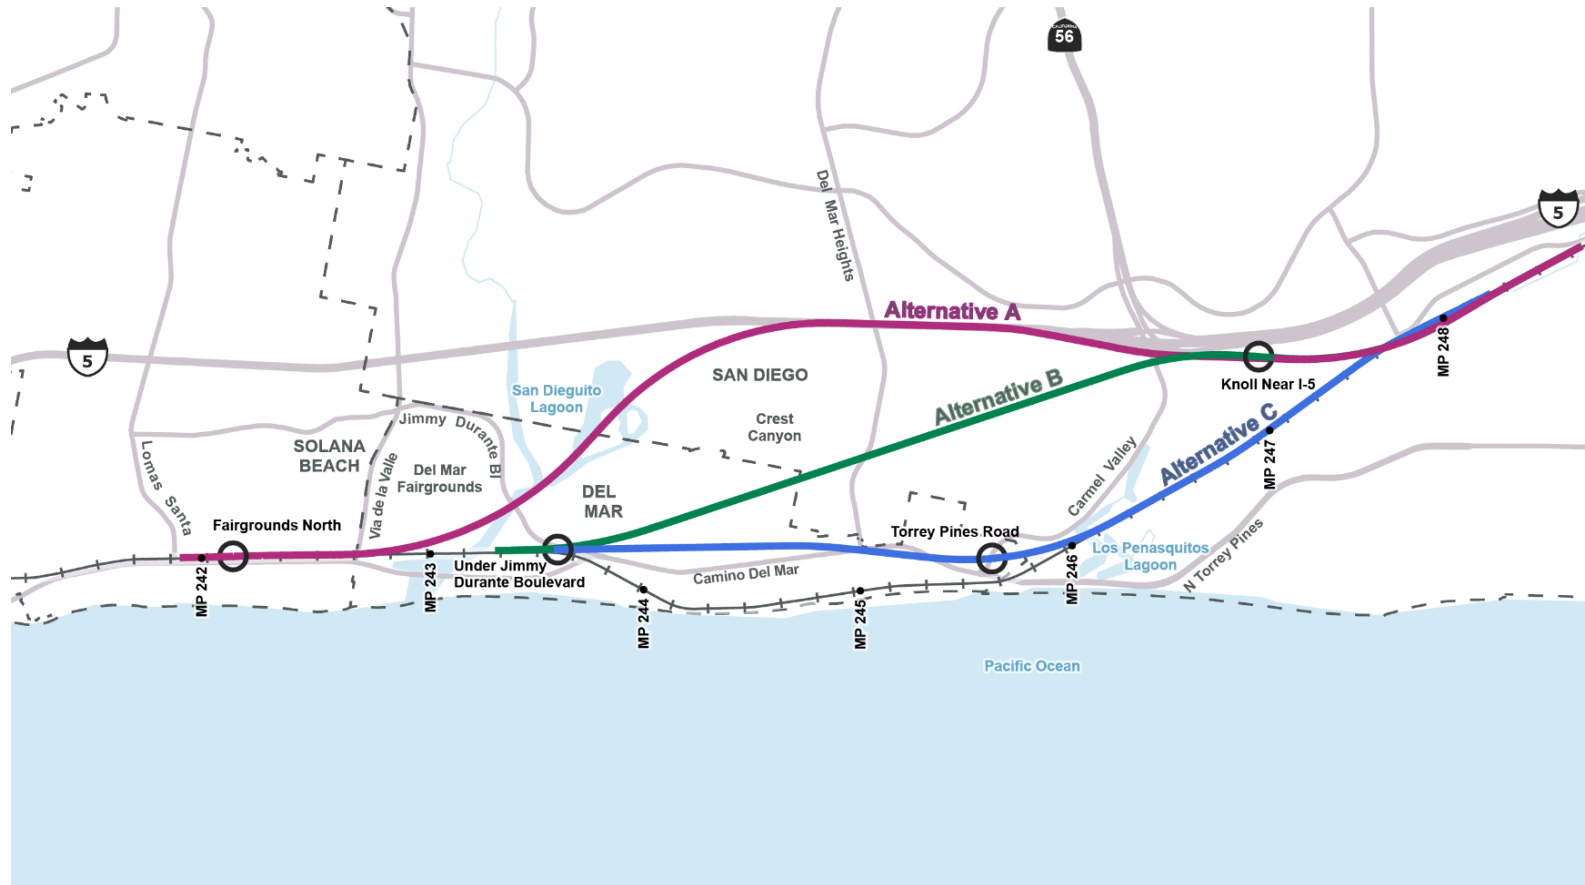 CALIFORNIA
56
5
Del Mar Heights
Alternative A
5
MP 248
Knoll Near I-5
SAN DIEGO
San Dieguito
Lagoon
Alternative B
Jimmy Durante Bl
Crest
Canyon
Alternative C
MP 247
SOLANA
BEACH
Lomas Santa
Via de la Valle
Del Mar
Fairgrounds
Carmel Valley
DEL
MAR
Fairgrounds North
Torrey Pines Road
Los Penasquitos
Lagoon
N Torrey Pines
Under Jimmy
Durante Boulevard
Camino Del Mar
MP 242
MP 243
MP 244
MP 245
MP 246
Pacific Ocean